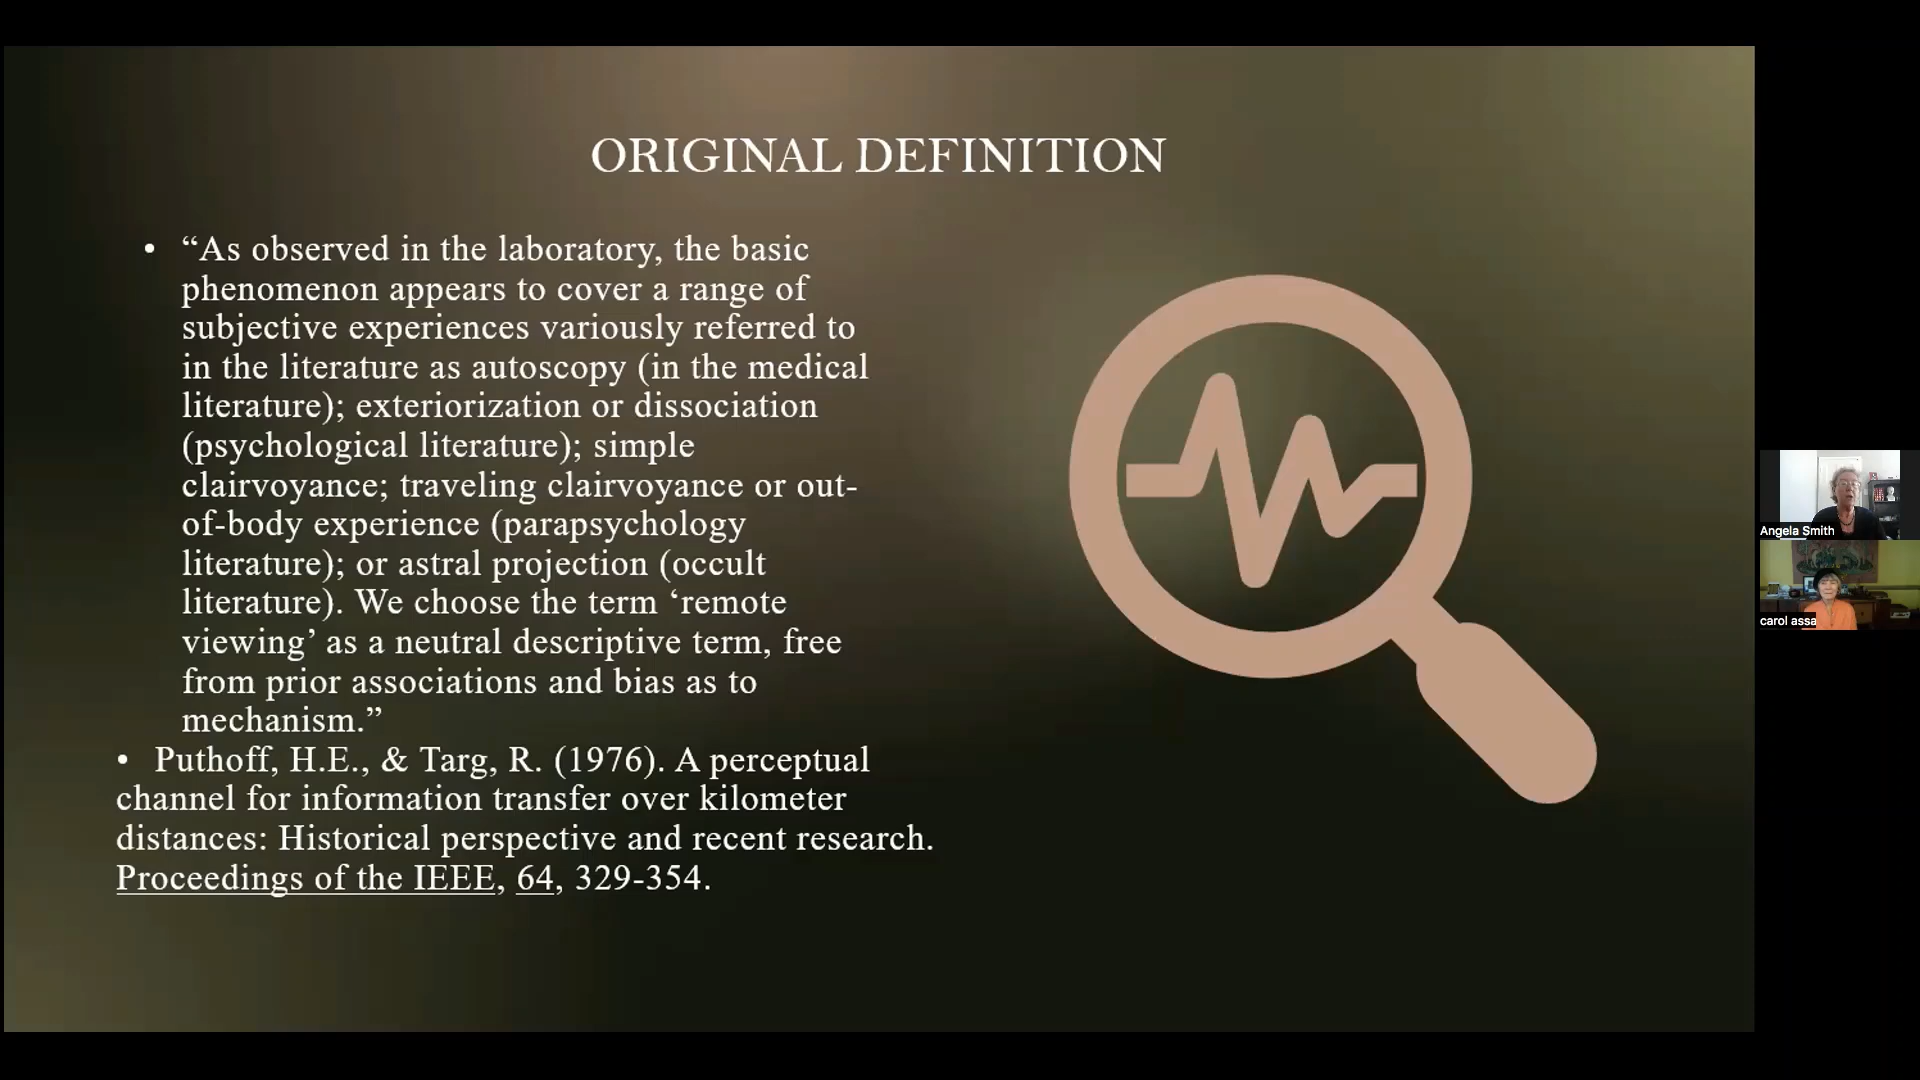 ORIGINAL DEFINITION
• “As observed in the laboratory, the basic
phenomenon appears to cover a range of
subjective experiences variously referred to
in the literature as autoscopy (in the medical
literature); exteriorization or dissociation
(psychological literature); simple
clairvoyance; traveling clairvoyance or out-
of-body experience (parapsychology
literature); or astral projection (occult
literature). We choose the term ‘remote
viewing’ as a neutral descriptive term, free
from prior associations and bias as to
mechanism.”
• Puthoff, H.E., & Targ, R. (1976). A perceptual
channel for information transfer over kilometer
distances: Historical perspective and recent research.
Proceedings of the IEEE, 64, 329-354.
Angela Smith
carol assa